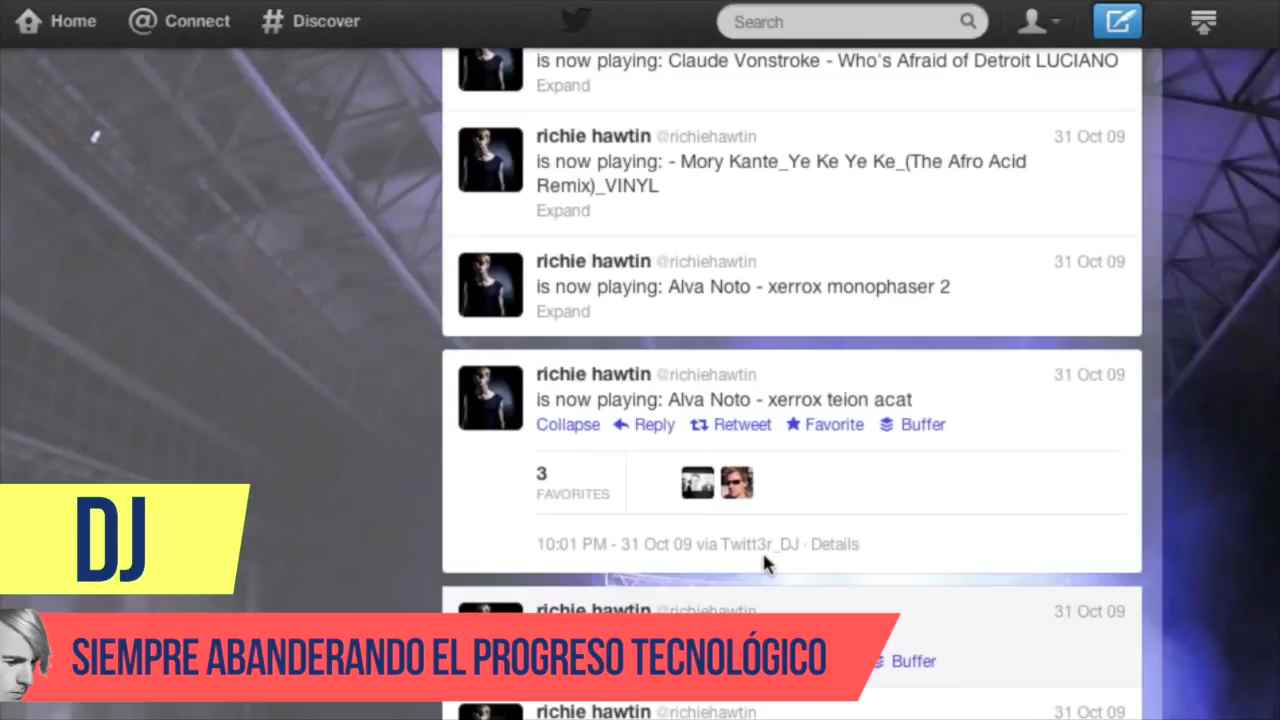 Home
Connect
Discover
Search
is now playing: Claude Vonstroke - Who's Afraid of Detroit LUCIANO
Expand
richie hawtin @richiehawtin 31 Oct 09
is now playing: - Mory Kante_Ye Ke Ye Ke_(The Afro Acid
Remix)_VINYL
Expand
richie hawtin @richiehawtin 31 Oct 09
is now playing: Alva Noto - xerrox monophaser 2
Expand
richie hawtin @richiehawtin 31 Oct 09
is now playing: Alva Noto - xerrox teion acat
Collapse Reply Retweet Favorite Buffer
3
FAVORITES
10:01 PM - 31 Oct 09 via Twitt3r_DJ · Details
richie hawtin @richiehawtin 31 Oct 09
Buffer
richie hawtin @richiehawtin 31 Oct 09
DJ
SIEMPRE ABANDERANDO EL PROGRESO TECNOLÓGICO